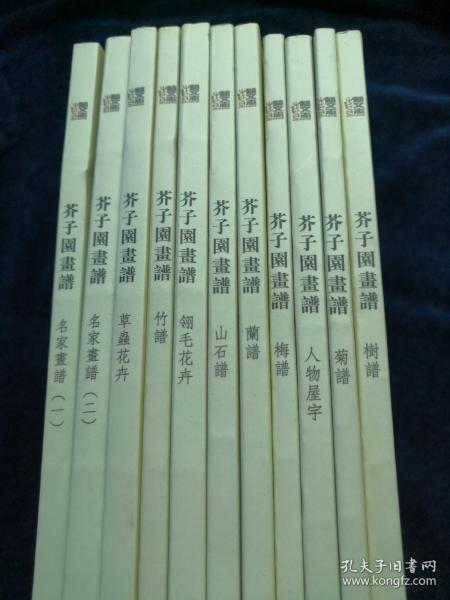 芥子園畫譜 名家畫譜（一）
芥子園畫譜 名家畫譜（二）
芥子園畫譜 草蟲花卉
芥子園畫譜 竹譜
芥子園畫譜 翎毛花卉
芥子園畫譜 山石譜
芥子園畫譜 蘭譜
芥子園畫譜 梅譜
芥子園畫譜 人物屋宇
芥子園畫譜 菊譜
芥子園畫譜 樹譜
孔夫子旧书网
www.kongfz.com